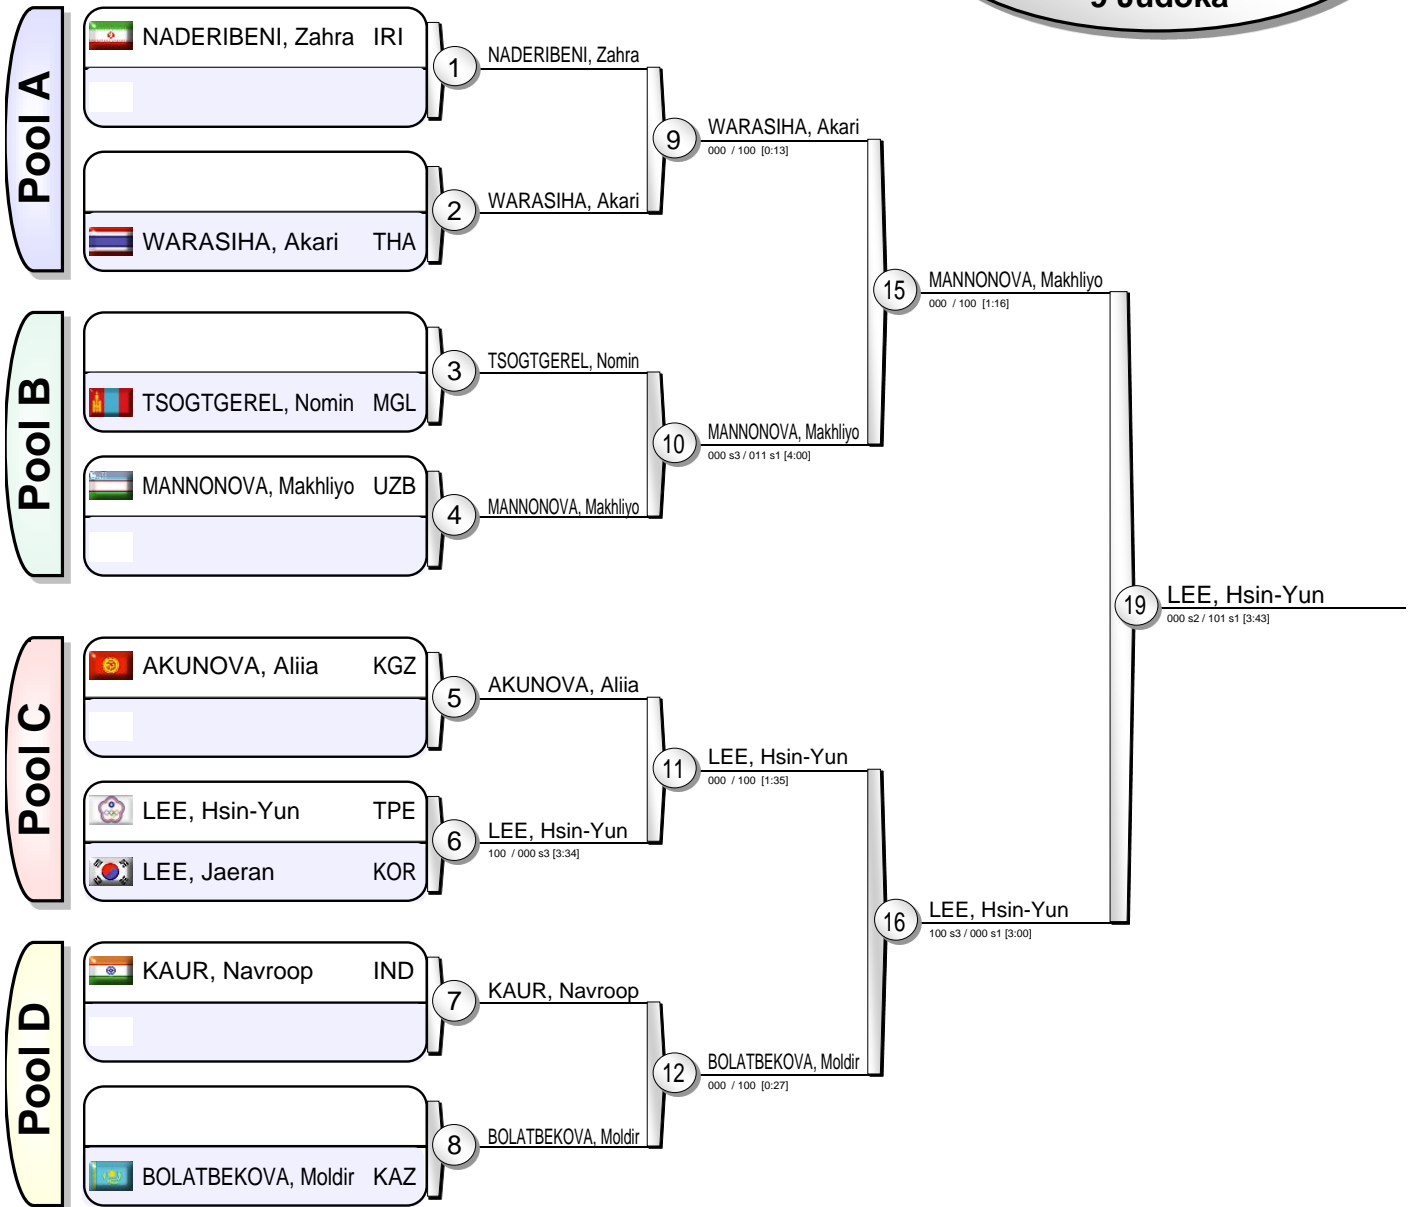 9 Judoka
Pool A
NADERIBENI, Zahra IRI
1
NADERIBENI, Zahra
WARASIHA, Akari THA
2
WARASIHA, Akari
9
WARASIHA, Akari
000 / 100 [0:13]
Pool B
TSOGTGEREL, Nomin MGL
3
TSOGTGEREL, Nomin
MANNONOVA, Makhliyo UZB
4
MANNONOVA, Makhliyo
10
MANNONOVA, Makhliyo
000 s3 / 011 s1 [4:00]
15
MANNONOVA, Makhliyo
000 / 100 [1:16]
Pool C
AKUNOVA, Aliia KGZ
5
AKUNOVA, Aliia
LEE, Hsin-Yun TPE
LEE, Jaeran KOR
6
LEE, Hsin-Yun
100 / 000 s3 [3:34]
11
LEE, Hsin-Yun
000 / 100 [1:35]
Pool D
KAUR, Navroop IND
7
KAUR, Navroop
BOLATBEKOVA, Moldir KAZ
8
BOLATBEKOVA, Moldir
12
BOLATBEKOVA, Moldir
000 / 100 [0:27]
16
LEE, Hsin-Yun
100 s3 / 000 s1 [3:00]
19
LEE, Hsin-Yun
000 s2 / 101 s1 [3:43]